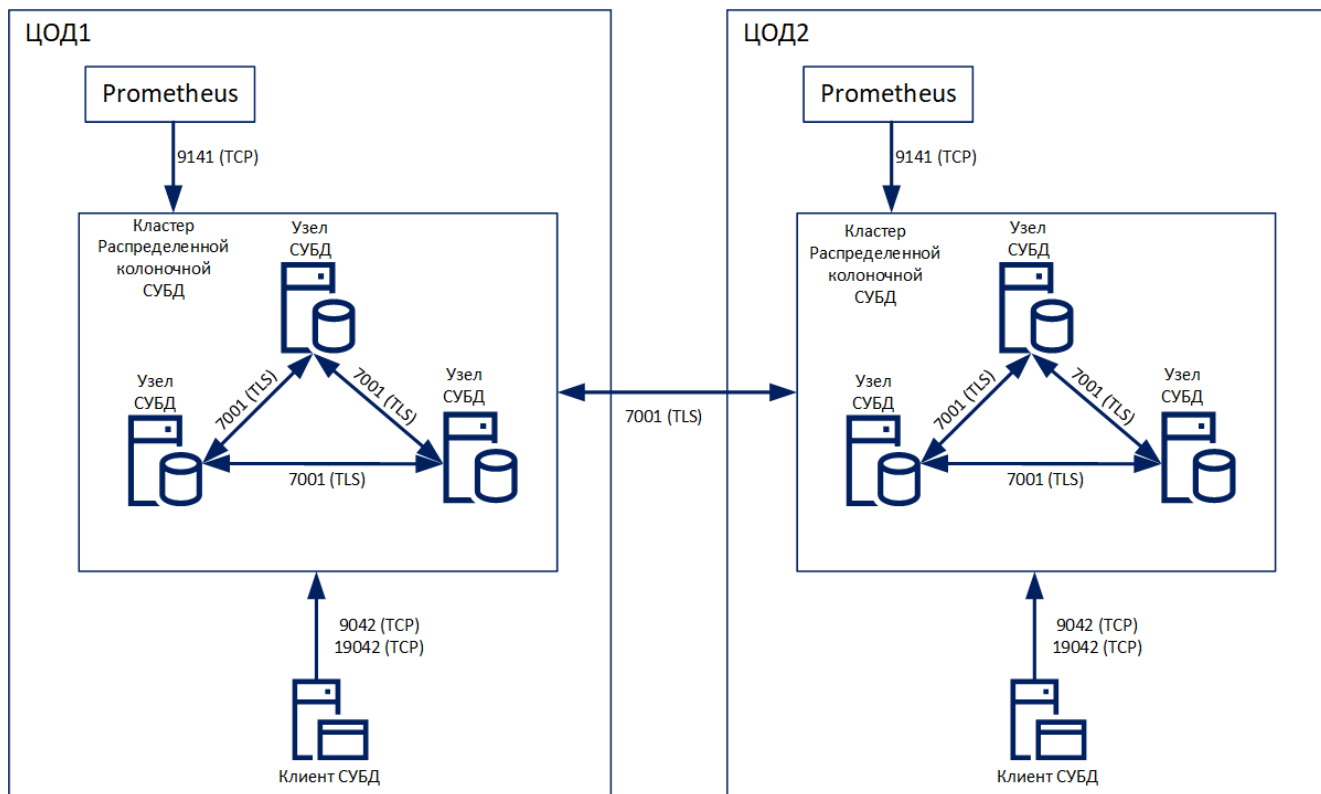 ЦОД1
Prometheus
9141 (TCP)
Кластер
Распределенной
колоночной
СУБД
Узел
СУБД
Узел
СУБД
Узел
СУБД
7001 (TLS)
7001 (TLS)
7001 (TLS)
9042 (TCP)
19042 (TCP)
Клиент СУБД
7001 (TLS)
ЦОД2
Prometheus
9141 (TCP)
Кластер
Распределенной
колоночной
СУБД
Узел
СУБД
Узел
СУБД
Узел
СУБД
7001 (TLS)
7001 (TLS)
7001 (TLS)
9042 (TCP)
19042 (TCP)
Клиент СУБД